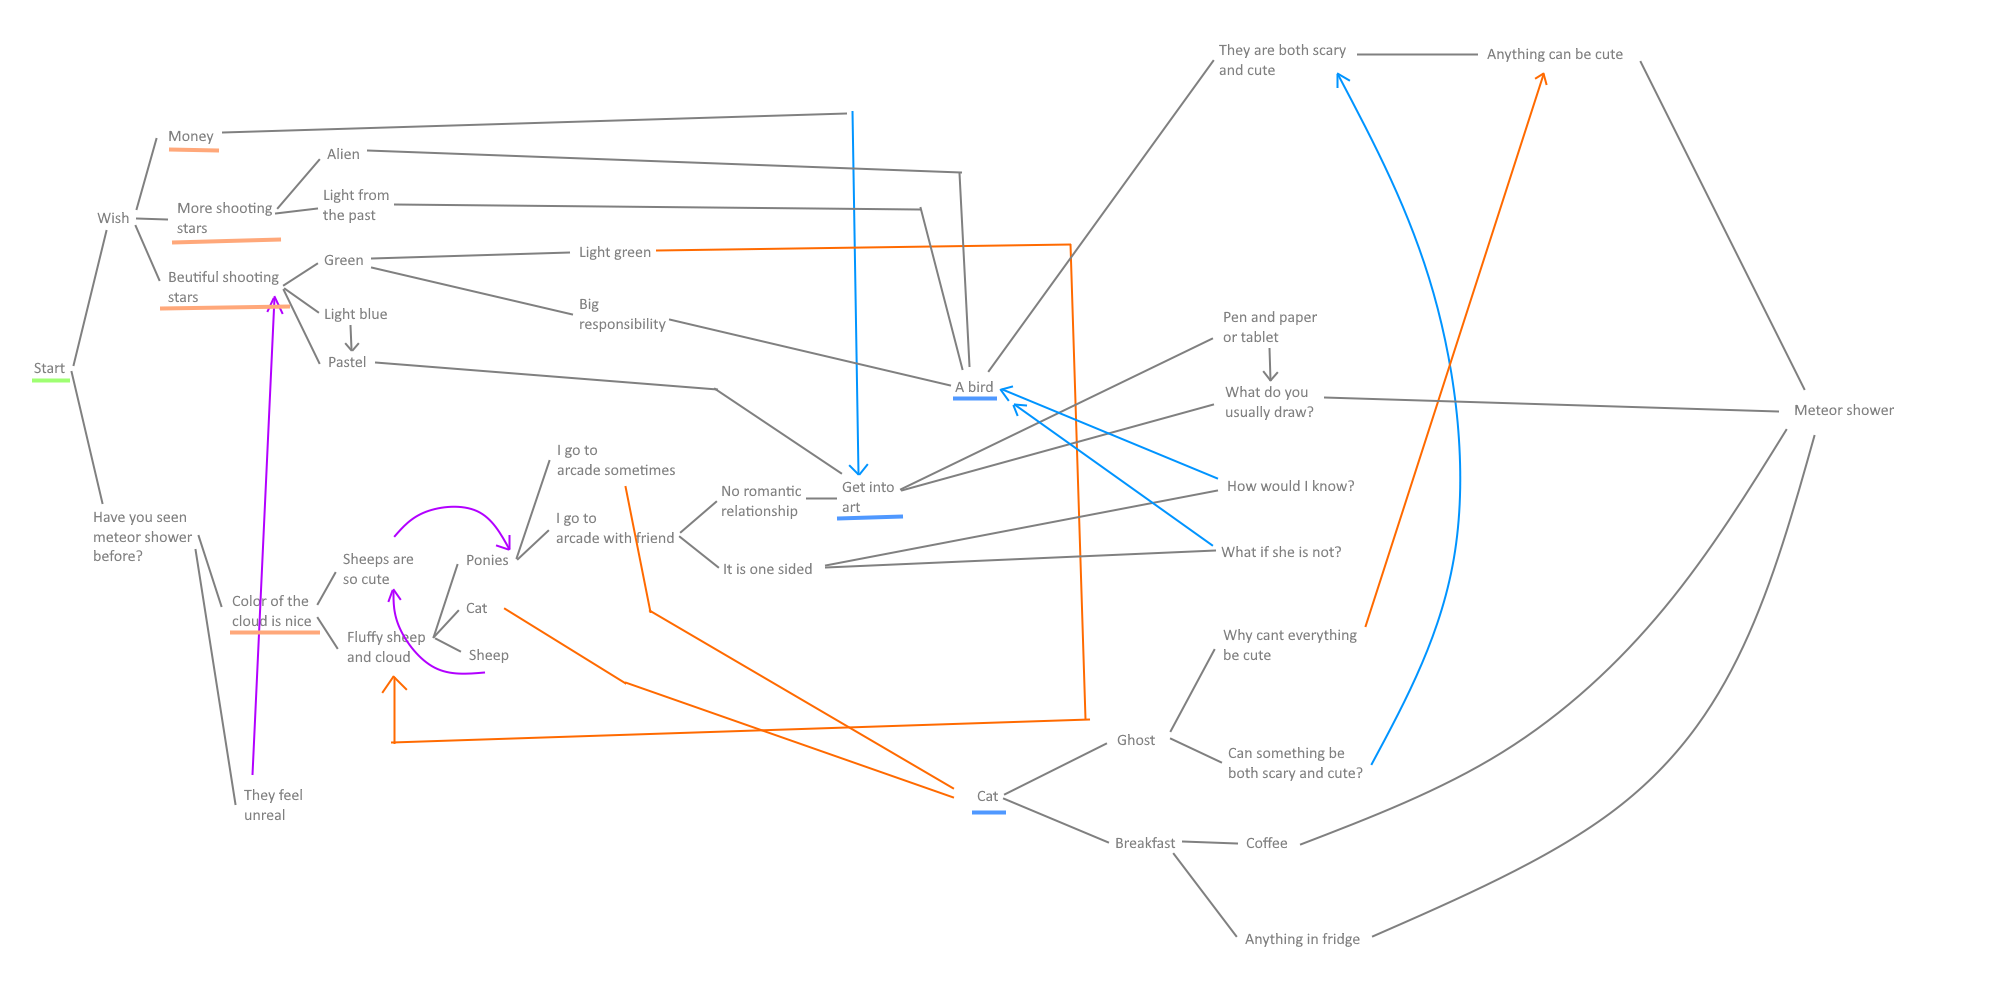 They are both scary
and cute
Anything can be cute
Money
Alien
Light from
the past
More shooting
stars
Wish
Green
Light green
Beutiful shooting
stars
Big
responsibility
Light blue
Pastel
Start
A bird
Pen and paper
or tablet
What do you
usually draw?
Meteor shower
I go to
arcade sometimes
No romantic
relationship
Get into
art
How would I know?
Have you seen
meteor shower
before?
I go to
arcade with friend
Sheeps are
so cute
Ponies
It is one sided
What if she is not?
Color of the
cloud is nice
Cat
Fluffy sheep
and cloud
Sheep
Why cant everything
be cute
Ghost
Can something be
both scary and cute?
They feel
unreal
Cat
Breakfast
Coffee
Anything in fridge